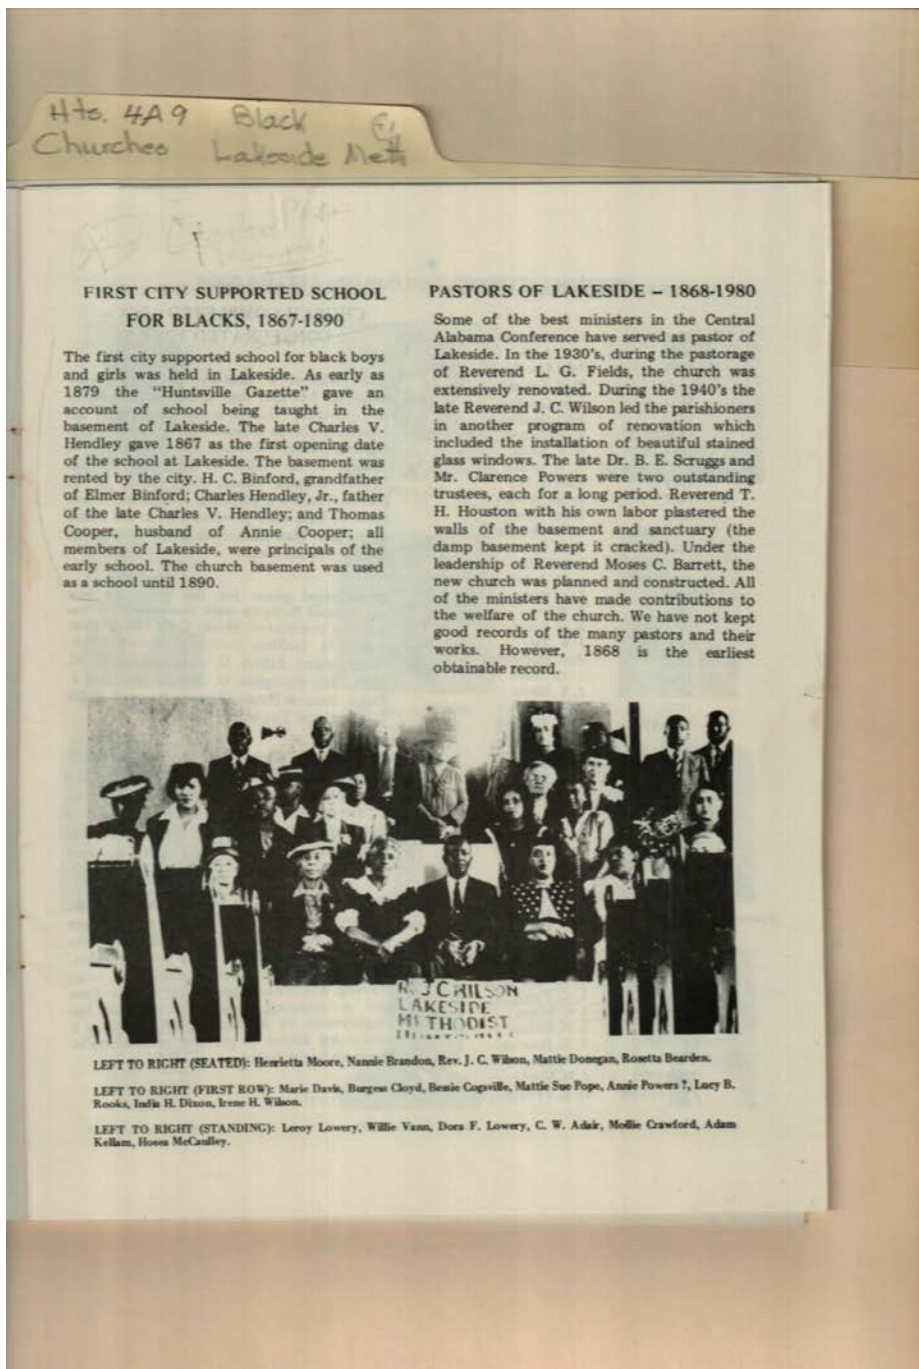 Hts. 4A9 Black
Churches Lakeside Meth
FIRST CITY SUPPORTED SCHOOL
FOR BLACKS, 1867-1890
The first city supported school for black boys
and girls was held in Lakeside. As early as
1879 the "Huntsville Gazette" gave an
account of school being taught in the
basement of Lakeside. The late Charles V.
Hendley gave 1867 as the first opening date
of the school at Lakeside. The basement was
rented by the city. H. C. Binford, grandfather
of Elmer Binford; Charles Hendley, Jr., father
of the late Charles V. Hendley; and Thomas
Cooper, husband of Annie Cooper; all
members of Lakeside, were principals of the
early school. The church basement was used
as a school until 1890.
PASTORS OF LAKESIDE – 1868-1980
Some of the best ministers in the Central
Alabama Conference have served as pastor of
Lakeside. In the 1930's, during the pastorage
of Reverend L. G. Fields, the church was
extensively renovated. During the 1940's the
late Reverend J. C. Wilson led the parishioners
in another program of renovation which
included the installation of beautiful stained
glass windows. The late Dr. B. E. Scruggs and
Mr. Clarence Powers were two outstanding
trustees, each for a long period. Reverend T.
H. Houston with his own labor plastered the
walls of the basement and sanctuary (the
damp basement kept it cracked). Under the
leadership of Reverend Moses C. Barrett, the
new church was planned and constructed. All
of the ministers have made contributions to
the welfare of the church. We have not kept
good records of the many pastors and their
works. However, 1868 is the earliest
obtainable record.
LAKESIDE
METHODIST
LEFT TO RIGHT (SEATED): Henrietta Moore, Nannie Brandon, Rev. J. C. Wilson, Mattie Donegan, Rosetta Bearden.
LEFT TO RIGHT (FIRST ROW): Marie Davis, Burgess Cloyd, Bessie Cogsville, Mattie Sue Pope, Annie Powers ?, Lucy B.
Rooks, India H. Dixon, Irene H. Wilson.
LEFT TO RIGHT (STANDING): Leroy Lowery, Willie Vann, Dora F. Lowery, C. W. Adair, Mollie Crawford, Adam
Kellam, Hosea McCaulley.